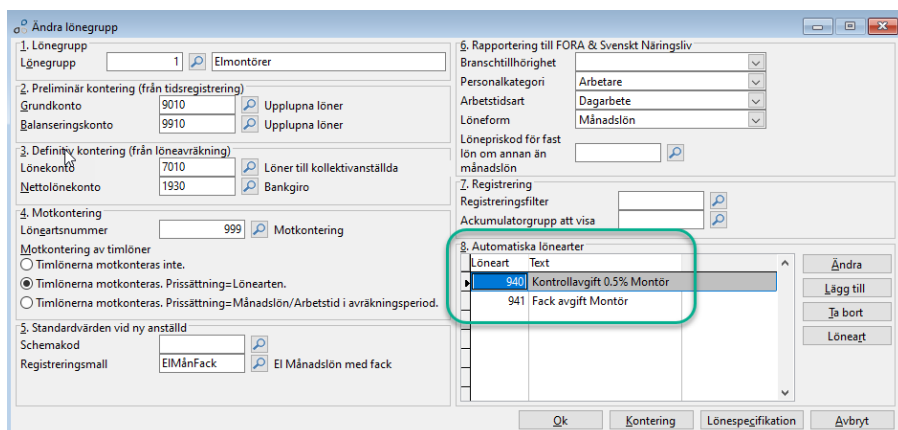 Ändra lönegrupp
1. Lönegrupp
Lönegrupp 1 Elmontörer
2. Preliminär kontering (från tidsregistrering)
Grundkonto 9010 Upplupna löner
Balanseringskonto 9910 Upplupna löner
3. Definitiv kontering (från löneavräkning)
Lönekonto 7010 Löner till kollektivanställda
Nettolönekonto 1930 Bankgiro
4. Motkontering
Löneartsnummer 999 Motkontering
Motkontering av timlöner
Timlönerna motkonteras inte.
Timlönerna motkonteras. Prissättning=Lönearten.
Timlönerna motkonteras. Prissättning=Månadslön/Arbetstid i avräkningsperiod.
5. Standardvärden vid ny anställd
Schemakod
Registreringsmall ElMånFack El Månadslön med fack
6. Rapportering till FORA & Svenskt Näringsliv
Branschtillhörighet
Personalkategori Arbetare
Arbetstidsart Dagarbete
Löneform Månadslön
Lönepriskod för fast
lön om annan än
månadslön
7. Registrering
Registreringsfilter
Ackumulatorgrupp att visa
8. Automatiska lönearter
Löneart Text
940 Kontrollavgift 0.5% Montör
941 Fack avgift Montör
Ändra
Lägg till
Ta bort
Löneart
Ok Kontering Lönespecifikation Avbryt